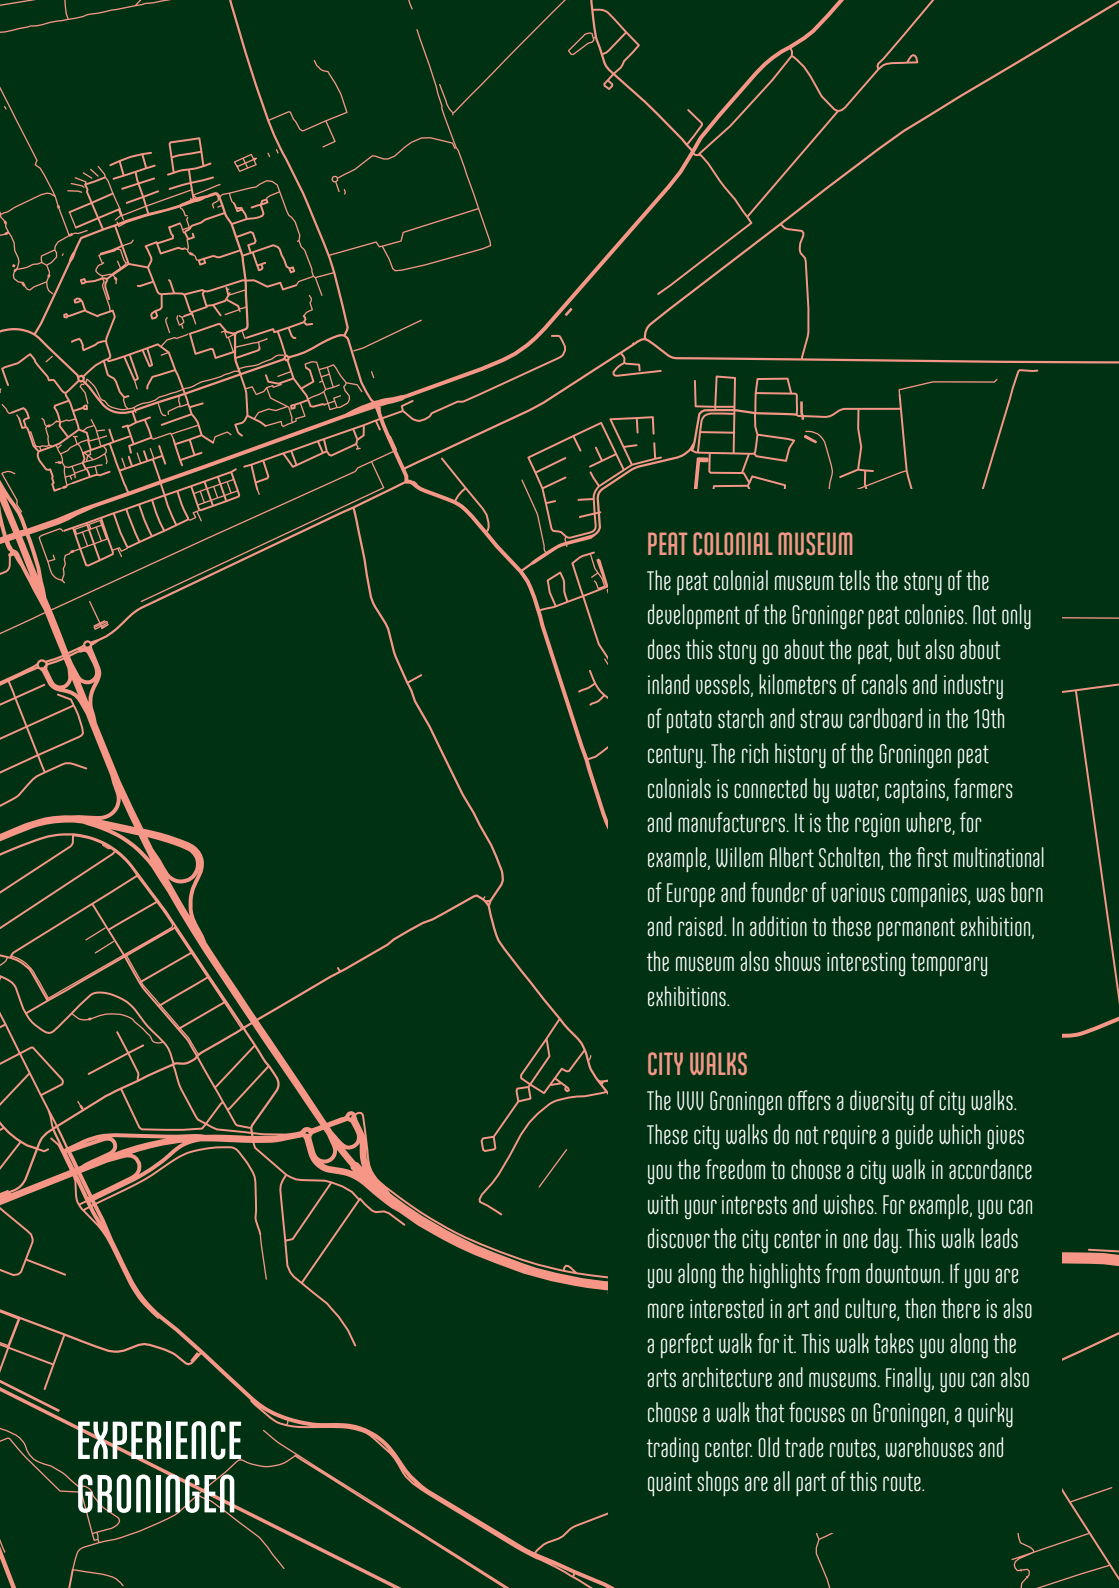 PEAT COLONIAL MUSEUM
The peat colonial museum tells the story of the
development of the Groninger peat colonies. Not only
does this story go about the peat, but also about
inland vessels, kilometers of canals and industry
of potato starch and straw cardboard in the 19th
century. The rich history of the Groningen peat
colonials is connected by water, captains, farmers
and manufacturers. It is the region where, for
example, Willem Albert Scholten, the first multinational
of Europe and founder of various companies, was born
and raised. In addition to these permanent exhibition,
the museum also shows interesting temporary
exhibitions.
CITY WALKS
The VVV Groningen offers a diversity of city walks.
These city walks do not require a guide which gives
you the freedom to choose a city walk in accordance
with your interests and wishes. For example, you can
discover the city center in one day. This walk leads
you along the highlights from downtown. If you are
more interested in art and culture, then there is also
a perfect walk for it. This walk takes you along the
arts architecture and museums. Finally, you can also
choose a walk that focuses on Groningen, a quirky
trading center. Old trade routes, warehouses and
quaint shops are all part of this route.
EXPERIENCE
GRONINGEN